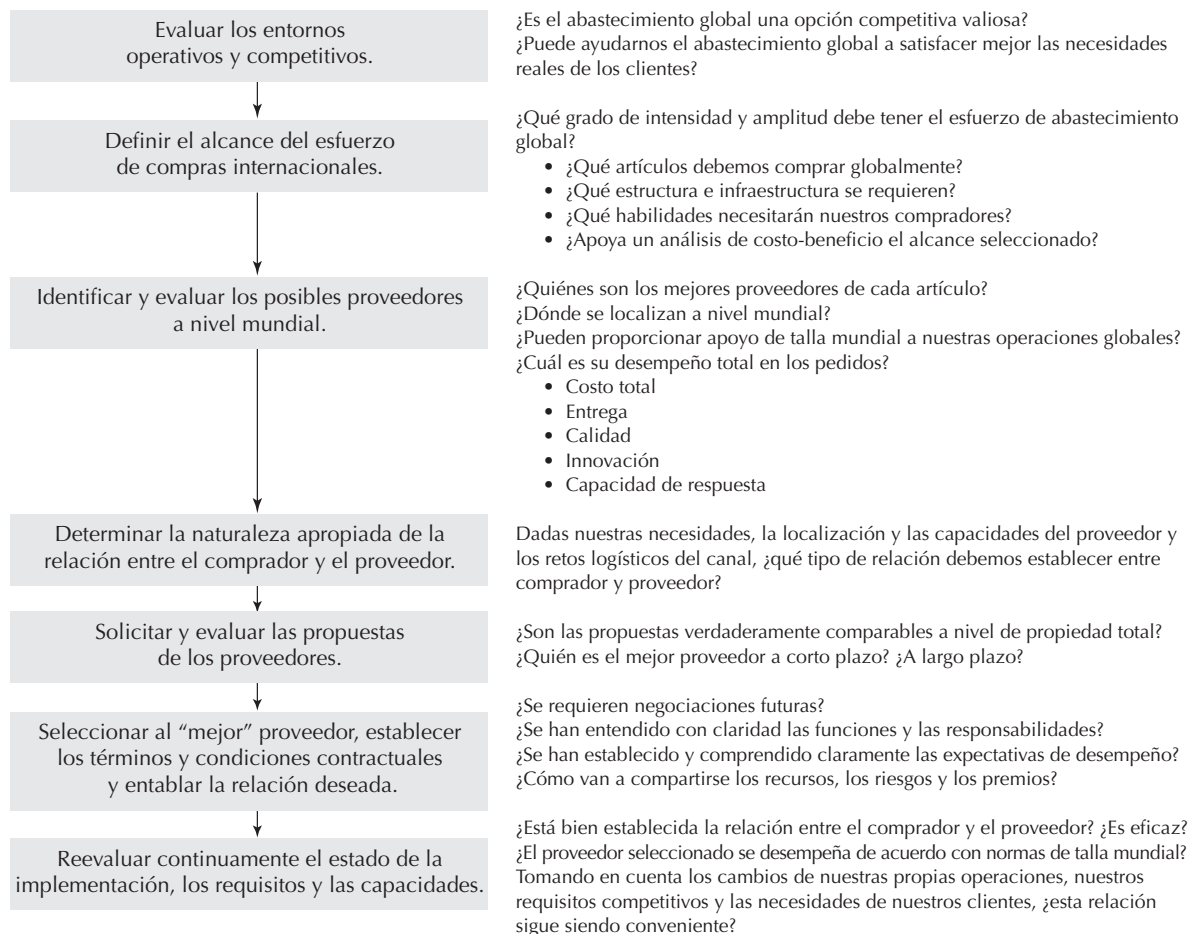 Evaluar los entornos
operativos y competitivos.
¿Es el abastecimiento global una opción competitiva valiosa?
¿Puede ayudarnos el abastecimiento global a satisfacer mejor las necesidades
reales de los clientes?
Definir el alcance del esfuerzo
de compras internacionales.
¿Qué grado de intensidad y amplitud debe tener el esfuerzo de abastecimiento
global?
• ¿Qué artículos debemos comprar globalmente?
• ¿Qué estructura e infraestructura se requieren?
• ¿Qué habilidades necesitarán nuestros compradores?
• ¿Apoya un análisis de costo-beneficio el alcance seleccionado?
Identificar y evaluar los posibles proveedores
a nivel mundial.
¿Quiénes son los mejores proveedores de cada artículo?
¿Dónde se localizan a nivel mundial?
¿Pueden proporcionar apoyo de talla mundial a nuestras operaciones globales?
¿Cuál es su desempeño total en los pedidos?
• Costo total
• Entrega
• Calidad
• Innovación
• Capacidad de respuesta
Determinar la naturaleza apropiada de la
relación entre el comprador y el proveedor.
Dadas nuestras necesidades, la localización y las capacidades del proveedor y
los retos logísticos del canal, ¿qué tipo de relación debemos establecer entre
comprador y proveedor?
Solicitar y evaluar las propuestas
de los proveedores.
¿Son las propuestas verdaderamente comparables a nivel de propiedad total?
¿Quién es el mejor proveedor a corto plazo? ¿A largo plazo?
Seleccionar al “mejor” proveedor, establecer
los términos y condiciones contractuales
y entablar la relación deseada.
¿Se requieren negociaciones futuras?
¿Se han entendido con claridad las funciones y las responsabilidades?
¿Se han establecido y comprendido claramente las expectativas de desempeño?
¿Cómo van a compartirse los recursos, los riesgos y los premios?
Reevaluar continuamente el estado de la
implementación, los requisitos y las capacidades.
¿Está bien establecida la relación entre el comprador y el proveedor? ¿Es eficaz?
¿El proveedor seleccionado se desempeña de acuerdo con normas de talla mundial?
Tomando en cuenta los cambios de nuestras propias operaciones, nuestros
requisitos competitivos y las necesidades de nuestros clientes, ¿esta relación
sigue siendo conveniente?